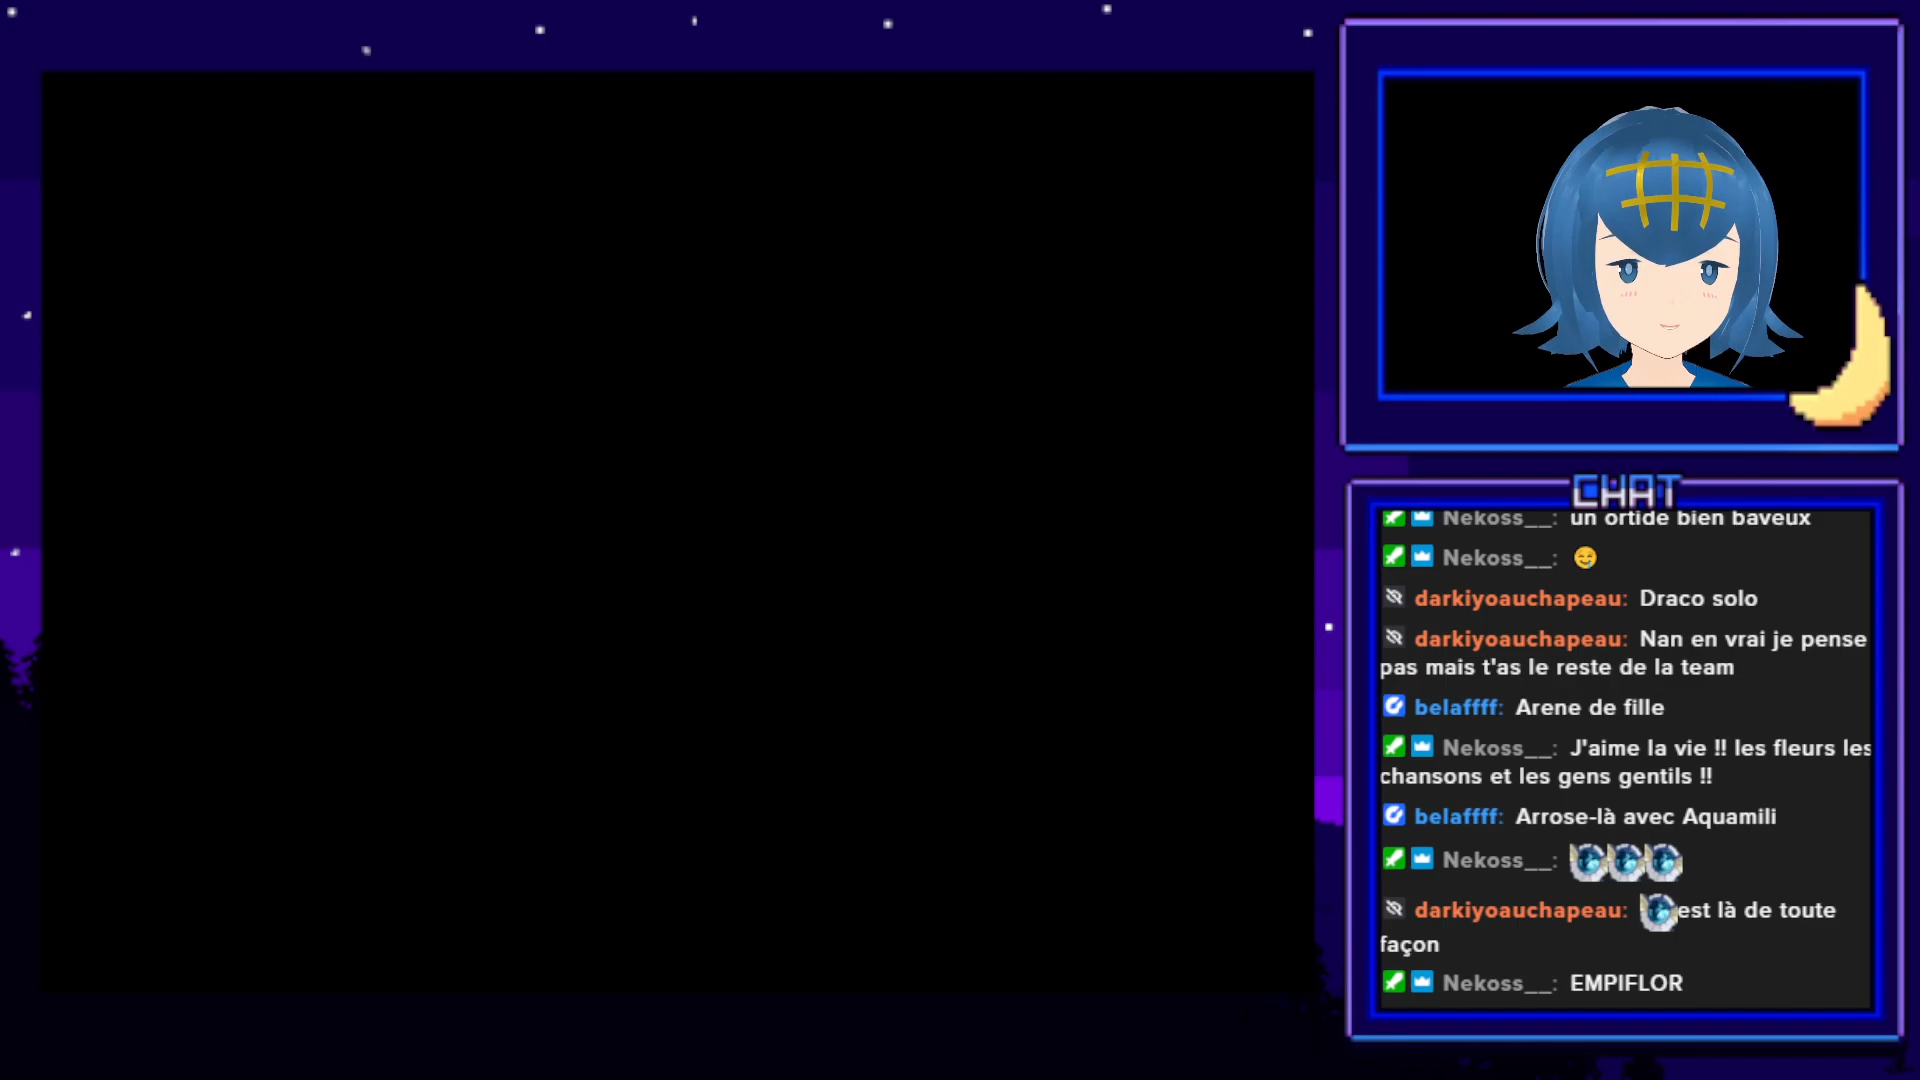 CHAT
Nekoss__: un ortide bien baveux
Nekoss__:
darkiyoauchapeau: Draco solo
darkiyoauchapeau: Nan en vrai je pense
pas mais t'as le reste de la team
belaffff: Arene de fille
Nekoss__: J'aime la vie !! les fleurs les
chansons et les gens gentils !!
belaffff: Arrose-là avec Aquamili
Nekoss__:
darkiyoauchapeau: est là de toute
façon
Nekoss__: EMPIFLOR